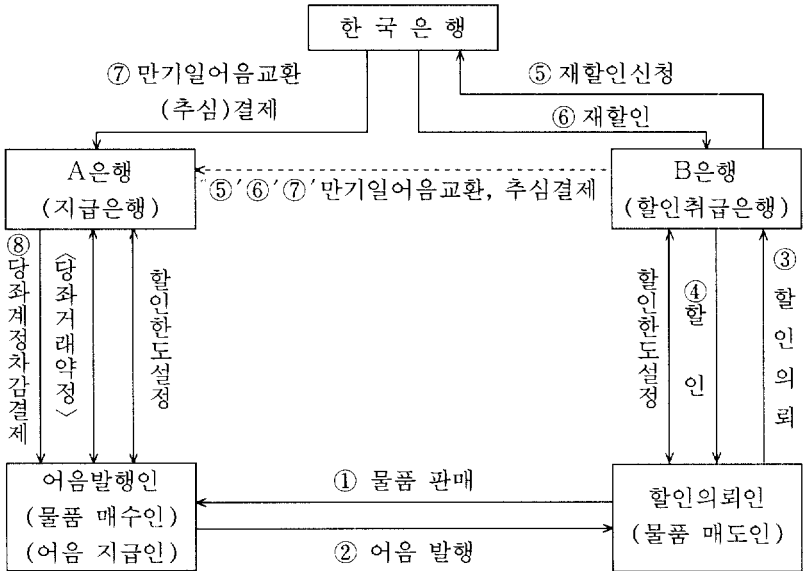 한 국 은 행
⑦ 만기일어음교환
(추심)결제
⑤ 재할인신청
⑥ 재할인
A은행
(지급은행)
⑤´⑥´⑦´만기일어음교환, 추심결제
B은행
(할인취급은행)
⑧당좌계정차감결제
〈당좌거래약정〉
할인한도설정
할인한도설정
④할 인
③할 인 의 뢰
어음발행인
(물품 매수인)
(어음 지급인)
① 물품 판매
② 어음 발행
할인의뢰인
(물품 매도인)